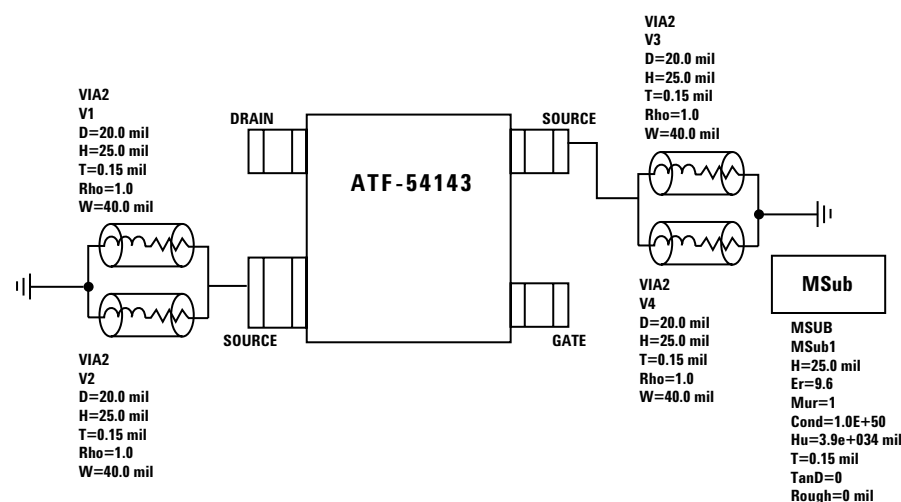 VIA2
V3
D=20.0 mil
H=25.0 mil
T=0.15 mil
Rho=1.0
W=40.0 mil
VIA2
V1
D=20.0 mil
H=25.0 mil
T=0.15 mil
Rho=1.0
W=40.0 mil
DRAIN
SOURCE
ATF-54143
SOURCE
GATE
VIA2
V2
D=20.0 mil
H=25.0 mil
T=0.15 mil
Rho=1.0
W=40.0 mil
VIA2
V4
D=20.0 mil
H=25.0 mil
T=0.15 mil
Rho=1.0
W=40.0 mil
MSub
MSUB
MSub1
H=25.0 mil
Er=9.6
Mur=1
Cond=1.0E+50
Hu=3.9e+034 mil
T=0.15 mil
TanD=0
Rough=0 mil